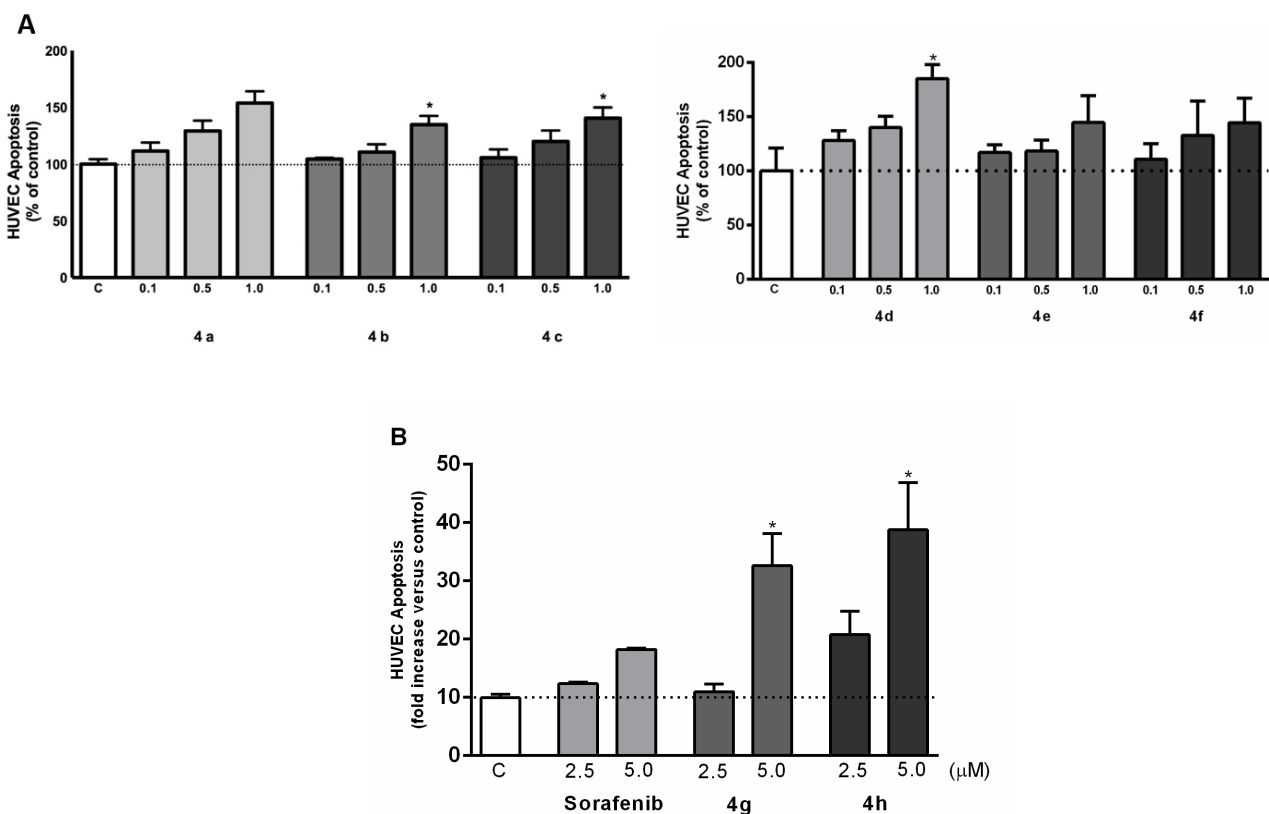 A
HUVEC Apoptosis
(% of control)
200
150
100
50
0
C 0.1 0.5 1.0 0.1 0.5 1.0 0.1 0.5 1.0
* *
4a 4b 4c
HUVEC Apoptosis
(% of control)
200
150
100
50
0
*
C 0.1 0.5 1.0 0.1 0.5 1.0 0.1 0.5 1.0
4d 4e 4f
B
HUVEC Apoptosis
(fold increase versus control)
50
40
30
20
10
0
* *
C 2.5 5.0 2.5 5.0 2.5 5.0 (μM)
Sorafenib 4g 4h